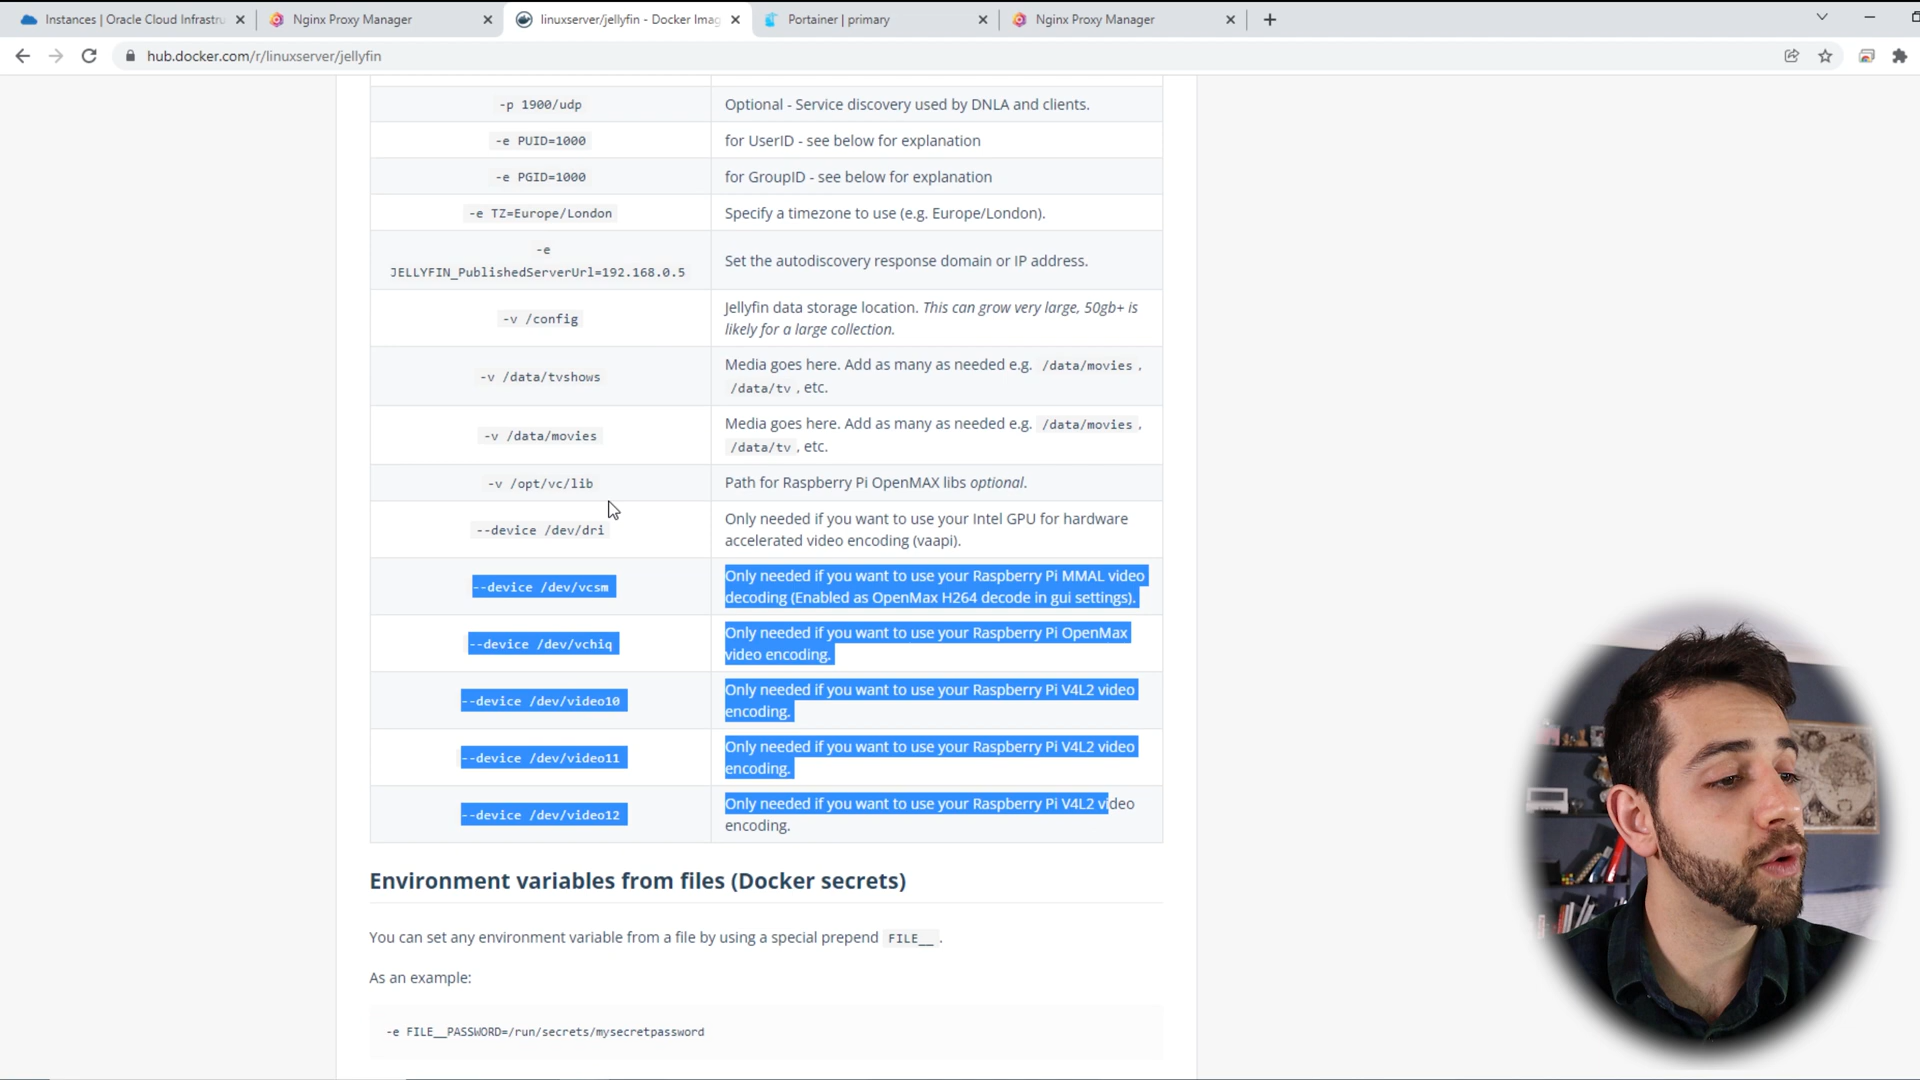 Instances | Oracle Cloud Infrastru
Nginx Proxy Manager
linuxserver/jellyfin - Docker Imag
Portainer | primary
Nginx Proxy Manager
hub.docker.com/r/linuxserver/jellyfin
-p 1900/udp
Optional - Service discovery used by DNLA and clients.
-e PUID=1000
for UserID - see below for explanation
-e PGID=1000
for GroupID - see below for explanation
-e TZ=Europe/London
Specify a timezone to use (e.g. Europe/London).
-e
JELLYFIN_PublishedServerUrl=192.168.0.5
Set the autodiscovery response domain or IP address.
-v /config
Jellyfin data storage location. This can grow very large, 50gb+ is
likely for a large collection.
-v /data/tvshows
Media goes here. Add as many as needed e.g. /data/movies ,
/data/tv , etc.
-v /data/movies
Media goes here. Add as many as needed e.g. /data/movies ,
/data/tv , etc.
-v /opt/vc/lib
Path for Raspberry Pi OpenMAX libs optional.
--device /dev/dri
Only needed if you want to use your Intel GPU for hardware
accelerated video encoding (vaapi).
--device /dev/vcsm
Only needed if you want to use your Raspberry Pi MMAL video
decoding (Enabled as OpenMax H264 decode in gui settings).
--device /dev/vchiq
Only needed if you want to use your Raspberry Pi OpenMax
video encoding.
--device /dev/video10
Only needed if you want to use your Raspberry Pi V4L2 video
encoding.
--device /dev/video11
Only needed if you want to use your Raspberry Pi V4L2 video
encoding.
--device /dev/video12
Only needed if you want to use your Raspberry Pi V4L2 video
encoding.
Environment variables from files (Docker secrets)
You can set any environment variable from a file by using a special prepend FILE__ .
As an example:
-e FILE__PASSWORD=/run/secrets/mysecretpassword